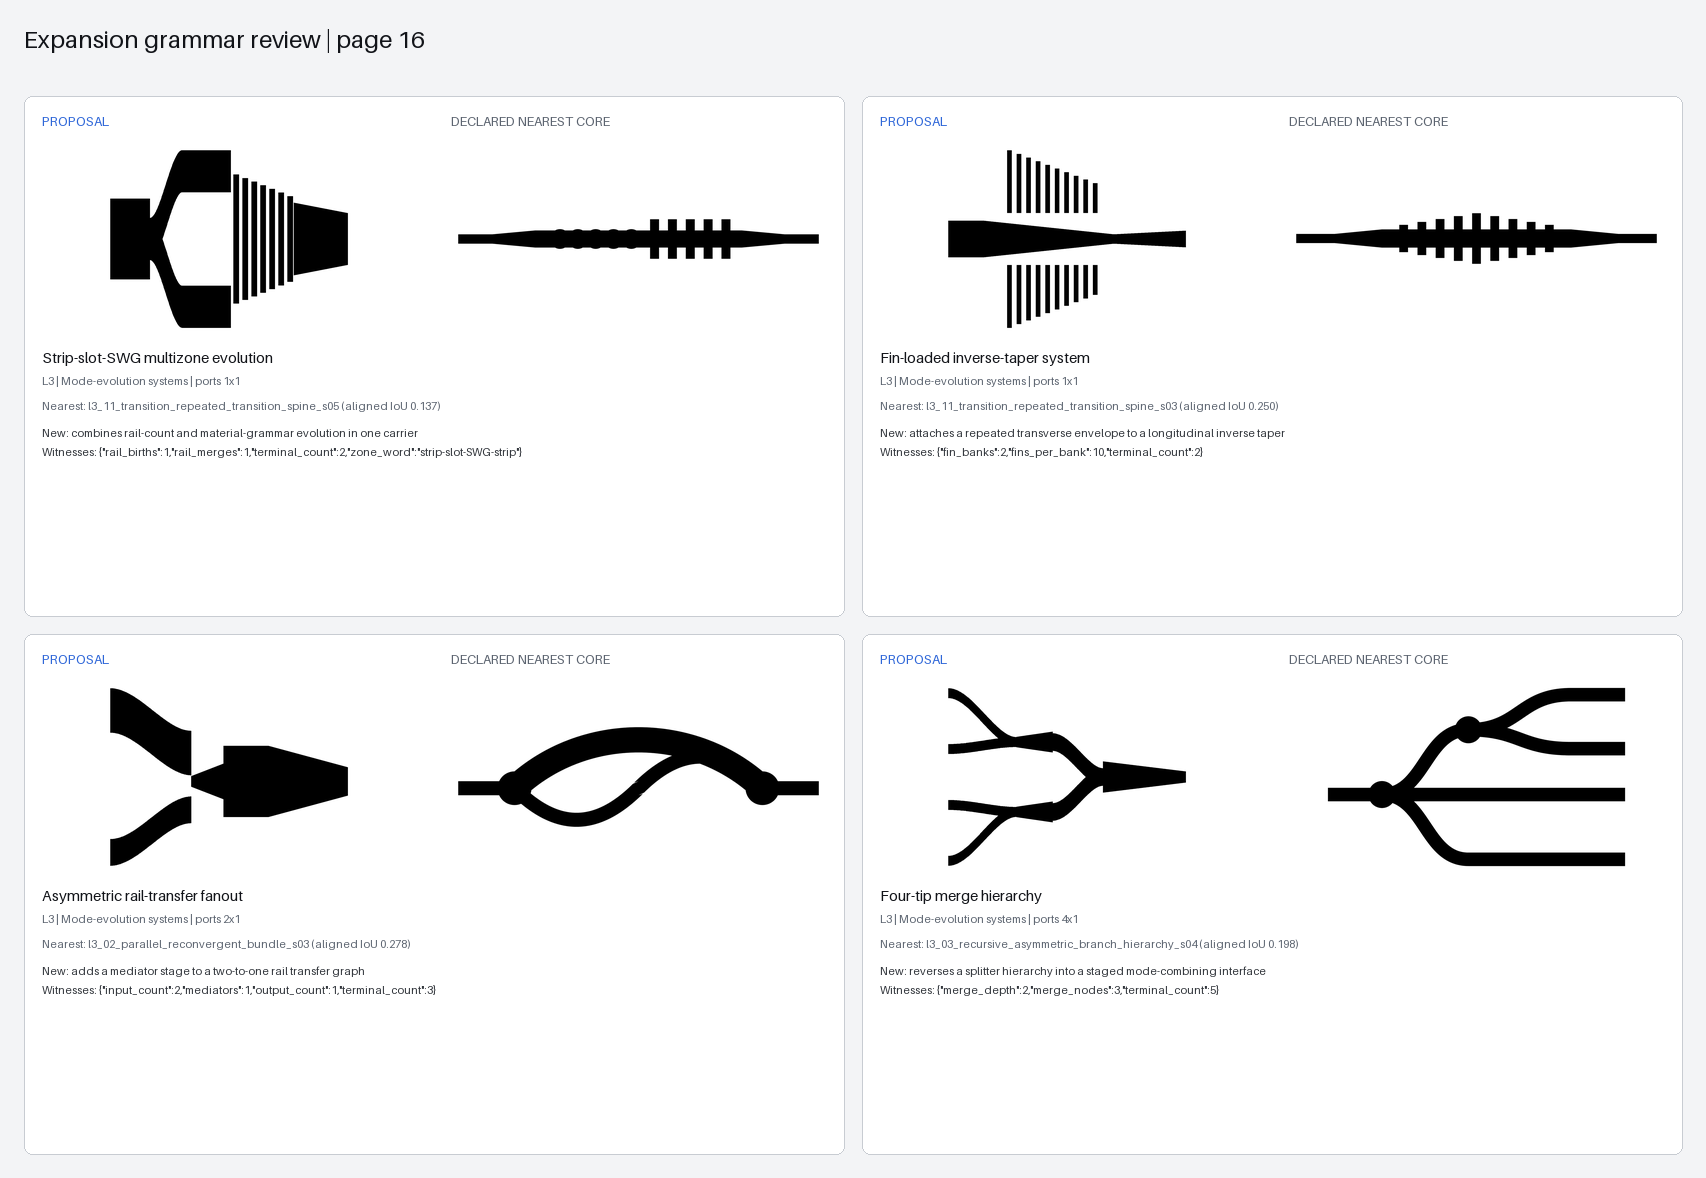 Expansion grammar review | page 16
PROPOSAL
DECLARED NEAREST CORE
Strip-slot-SWG multizone evolution
L3 | Mode-evolution systems | ports 1x1
Nearest: l3_11_transition_repeated_transition_spine_s05 (aligned IoU 0.137)
New: combines rail-count and material-grammar evolution in one carrier
Witnesses: {"rail_births":1,"rail_merges":1,"terminal_count":2,"zone_word":"strip-slot-SWG-strip"}
PROPOSAL
DECLARED NEAREST CORE
Fin-loaded inverse-taper system
L3 | Mode-evolution systems | ports 1x1
Nearest: l3_11_transition_repeated_transition_spine_s03 (aligned IoU 0.250)
New: attaches a repeated transverse envelope to a longitudinal inverse taper
Witnesses: {"fin_banks":2,"fins_per_bank":10,"terminal_count":2}
PROPOSAL
DECLARED NEAREST CORE
Asymmetric rail-transfer fanout
L3 | Mode-evolution systems | ports 2x1
Nearest: l3_02_parallel_reconvergent_bundle_s03 (aligned IoU 0.278)
New: adds a mediator stage to a two-to-one rail transfer graph
Witnesses: {"input_count":2,"mediators":1,"output_count":1,"terminal_count":3}
PROPOSAL
DECLARED NEAREST CORE
Four-tip merge hierarchy
L3 | Mode-evolution systems | ports 4x1
Nearest: l3_03_recursive_asymmetric_branch_hierarchy_s04 (aligned IoU 0.198)
New: reverses a splitter hierarchy into a staged mode-combining interface
Witnesses: {"merge_depth":2,"merge_nodes":3,"terminal_count":5}